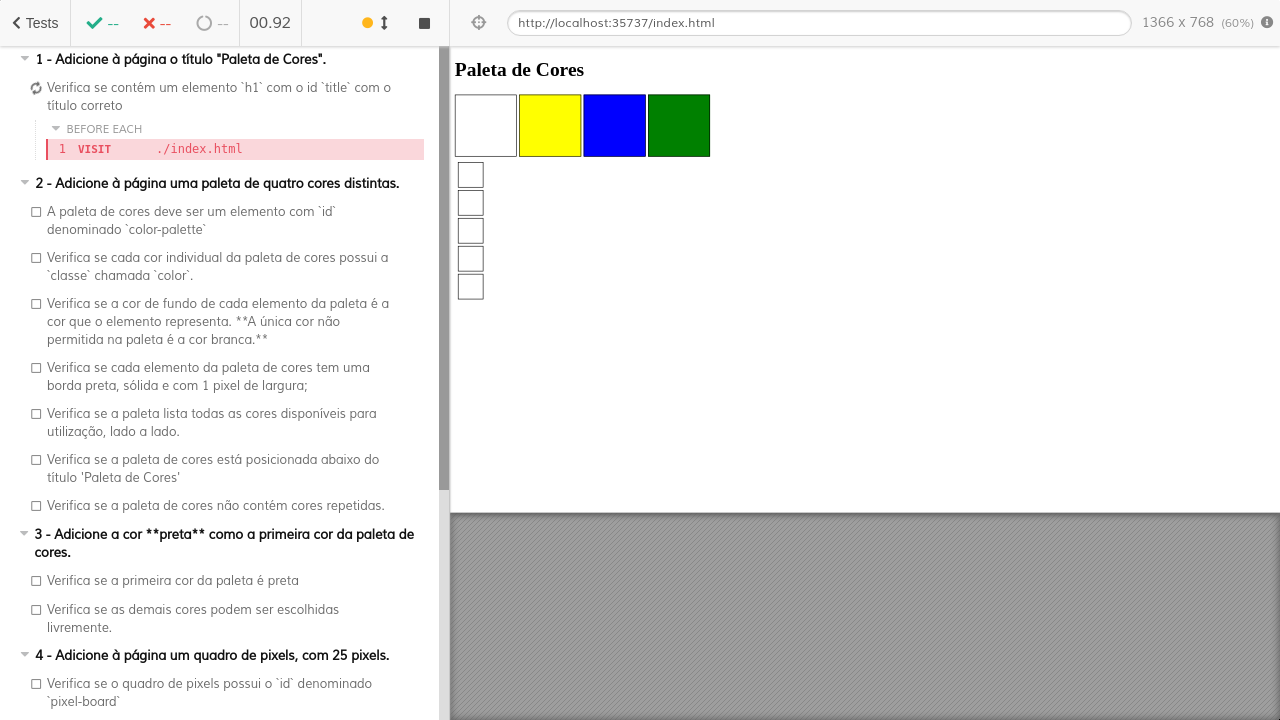 Tests -- -- -- 00.92 http://localhost:35737/index.html 1366 x 768 (60%)
1 - Adicione à página o título "Paleta de Cores".
Verifica se contém um elemento `h1` com o id `title` com o
título correto
BEFORE EACH
1 VISIT ./index.html
2 - Adicione à página uma paleta de quatro cores distintas.
A paleta de cores deve ser um elemento com `id`
denominado `color-palette`
Verifica se cada cor individual da paleta de cores possui a
`classe` chamada `color`.
Verifica se a cor de fundo de cada elemento da paleta é a
cor que o elemento representa. **A única cor não
permitida na paleta é a cor branca.**
Verifica se cada elemento da paleta de cores tem uma
borda preta, sólida e com 1 pixel de largura;
Verifica se a paleta lista todas as cores disponíveis para
utilização, lado a lado.
Verifica se a paleta de cores está posicionada abaixo do
título 'Paleta de Cores'
Verifica se a paleta de cores não contém cores repetidas.
3 - Adicione a cor **preta** como a primeira cor da paleta de
cores.
Verifica se a primeira cor da paleta é preta
Verifica se as demais cores podem ser escolhidas
livremente.
4 - Adicione à página um quadro de pixels, com 25 pixels.
Verifica se o quadro de pixels possui o `id` denominado
`pixel-board`
Paleta de Cores